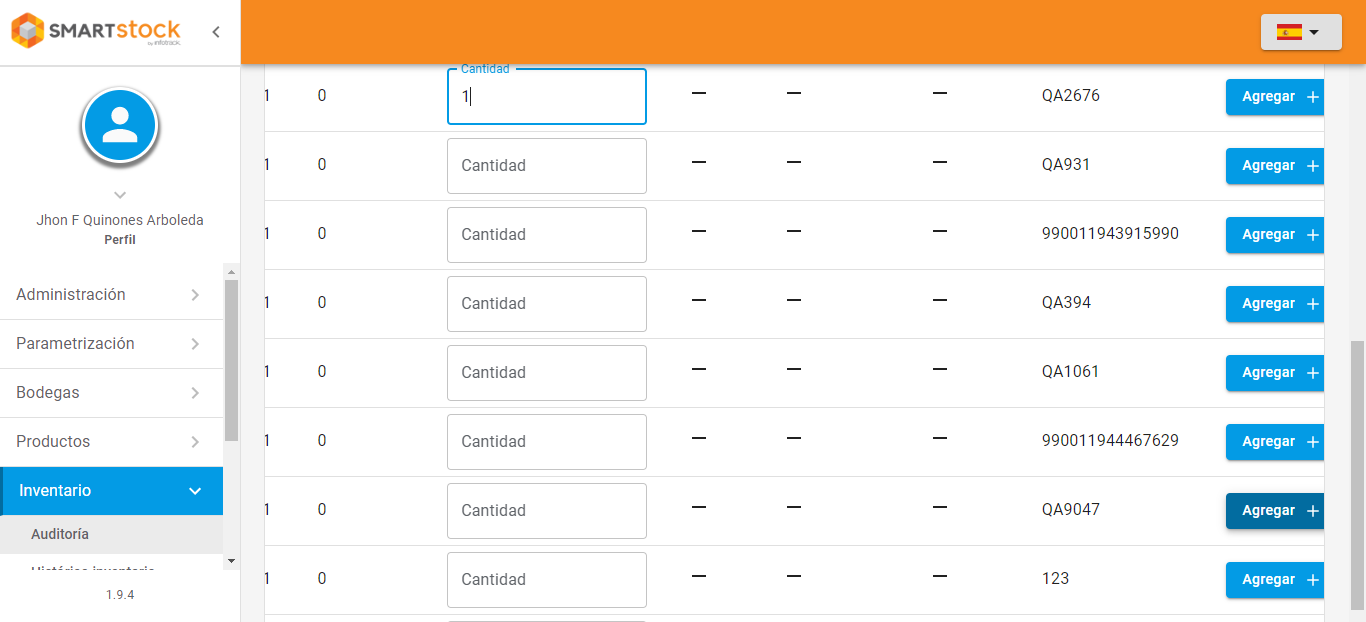 SMARTSTOCK
by infotrack.
Jhon F Quinones Arboleda
Perfil
Administración
Parametrización
Bodegas
Productos
Inventario
Auditoría
Histórico inventario
1.9.4
Cantidad
1 0 1 — — — QA2676 Agregar +
1 0 Cantidad — — — QA931 Agregar +
1 0 Cantidad — — — 990011943915990 Agregar +
1 0 Cantidad — — — QA394 Agregar +
1 0 Cantidad — — — QA1061 Agregar +
1 0 Cantidad — — — 990011944467629 Agregar +
1 0 Cantidad — — — QA9047 Agregar +
1 0 Cantidad — — — 123 Agregar +